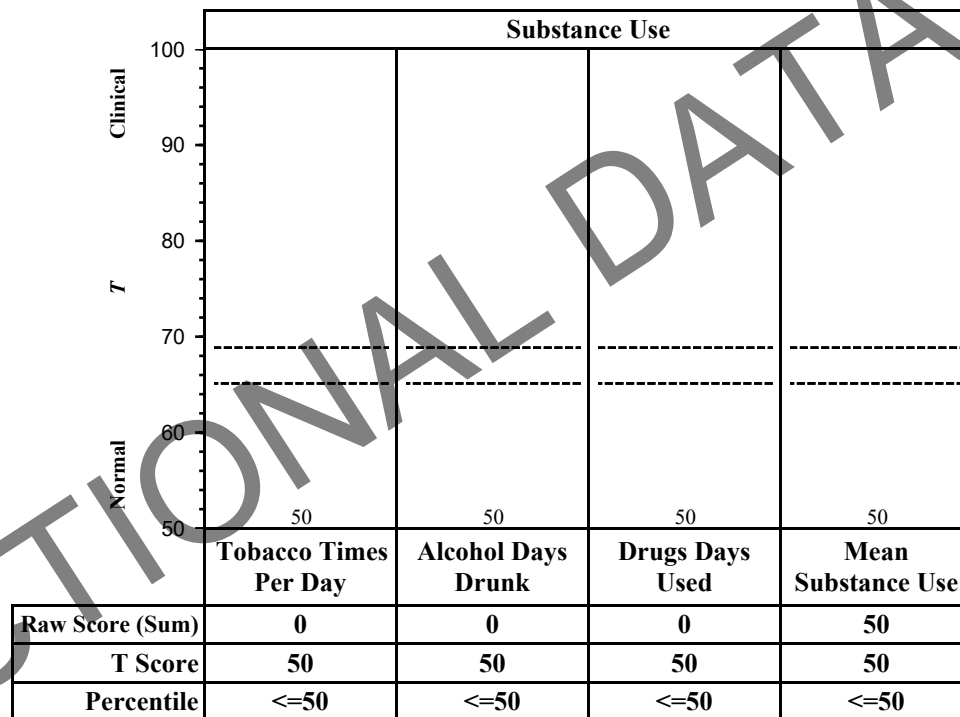 Substance Use
100
90
80
70
60
50
Clinical
T
Normal
50 50 50 50
Tobacco Times Per Day
Alcohol Days Drunk
Drugs Days Used
Mean Substance Use
Raw Score (Sum) 0 0 0 50
T Score 50 50 50 50
Percentile <=50 <=50 <=50 <=50
TIONAL DATA